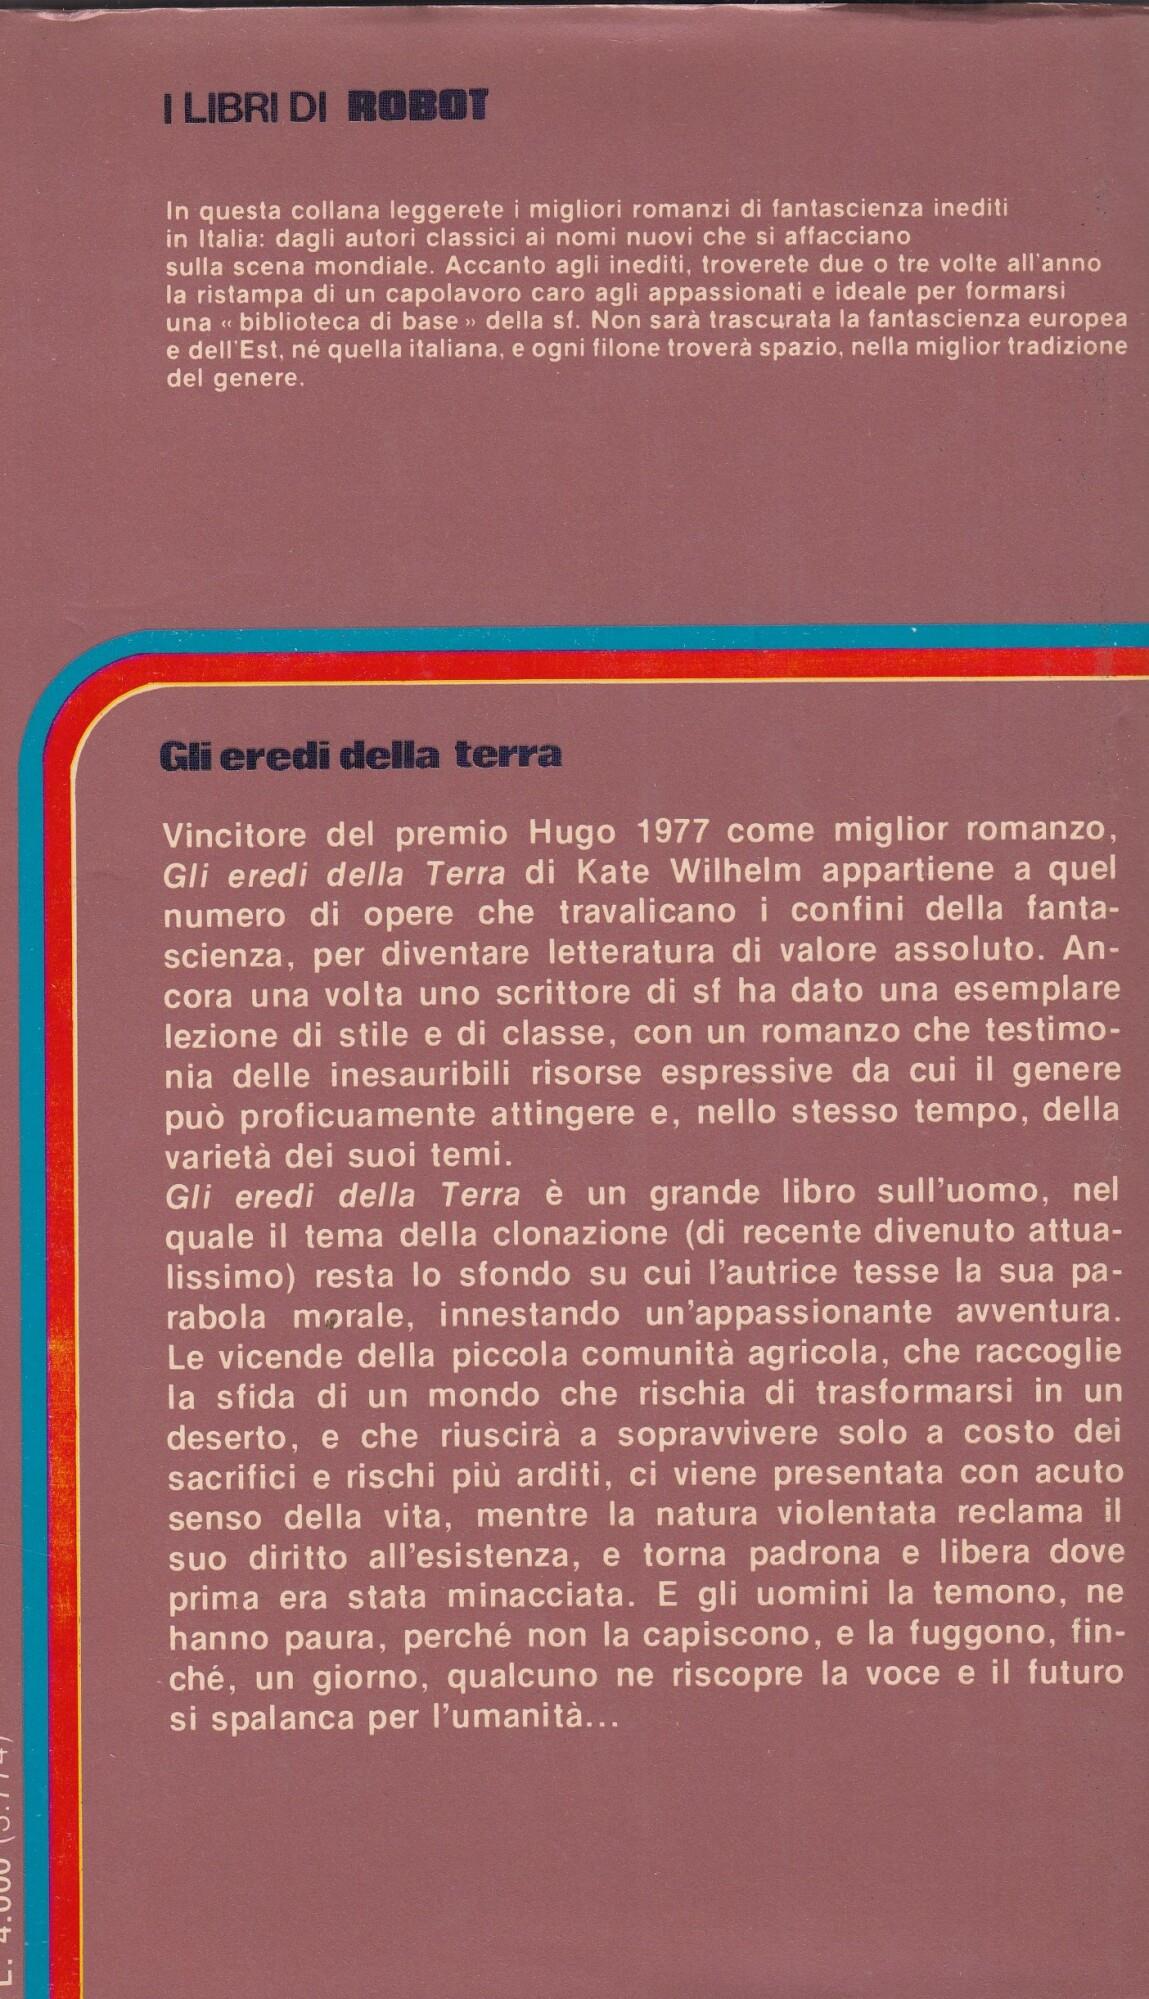 I LIBRI DI ROBOT
In questa collana leggerete i migliori romanzi di fantascienza inediti
in Italia: dagli autori classici ai nomi nuovi che si affacciano
sulla scena mondiale. Accanto agli inediti, troverete due o tre volte all'anno
la ristampa di un capolavoro caro agli appassionati e ideale per formarsi
una « biblioteca di base » della sf. Non sarà trascurata la fantascienza europea
e dell'Est, né quella italiana, e ogni filone troverà spazio, nella miglior tradizione
del genere.
Gli eredi della terra
Vincitore del premio Hugo 1977 come miglior romanzo,
Gli eredi della Terra di Kate Wilhelm appartiene a quel
numero di opere che travalicano i confini della fanta-
scienza, per diventare letteratura di valore assoluto. An-
cora una volta uno scrittore di sf ha dato una esemplare
lezione di stile e di classe, con un romanzo che testimo-
nia delle inesauribili risorse espressive da cui il genere
può proficuamente attingere e, nello stesso tempo, della
varietà dei suoi temi.
Gli eredi della Terra è un grande libro sull'uomo, nel
quale il tema della clonazione (di recente divenuto attua-
lissimo) resta lo sfondo su cui l'autrice tesse la sua pa-
rabola morale, innestando un'appassionante avventura.
Le vicende della piccola comunità agricola, che raccoglie
la sfida di un mondo che rischia di trasformarsi in un
deserto, e che riuscirà a sopravvivere solo a costo dei
sacrifici e rischi più arditi, ci viene presentata con acuto
senso della vita, mentre la natura violentata reclama il
suo diritto all'esistenza, e torna padrona e libera dove
prima era stata minacciata. E gli uomini la temono, ne
hanno paura, perché non la capiscono, e la fuggono, fin-
ché, un giorno, qualcuno ne riscopre la voce e il futuro
si spalanca per l'umanità...
L. 4.000